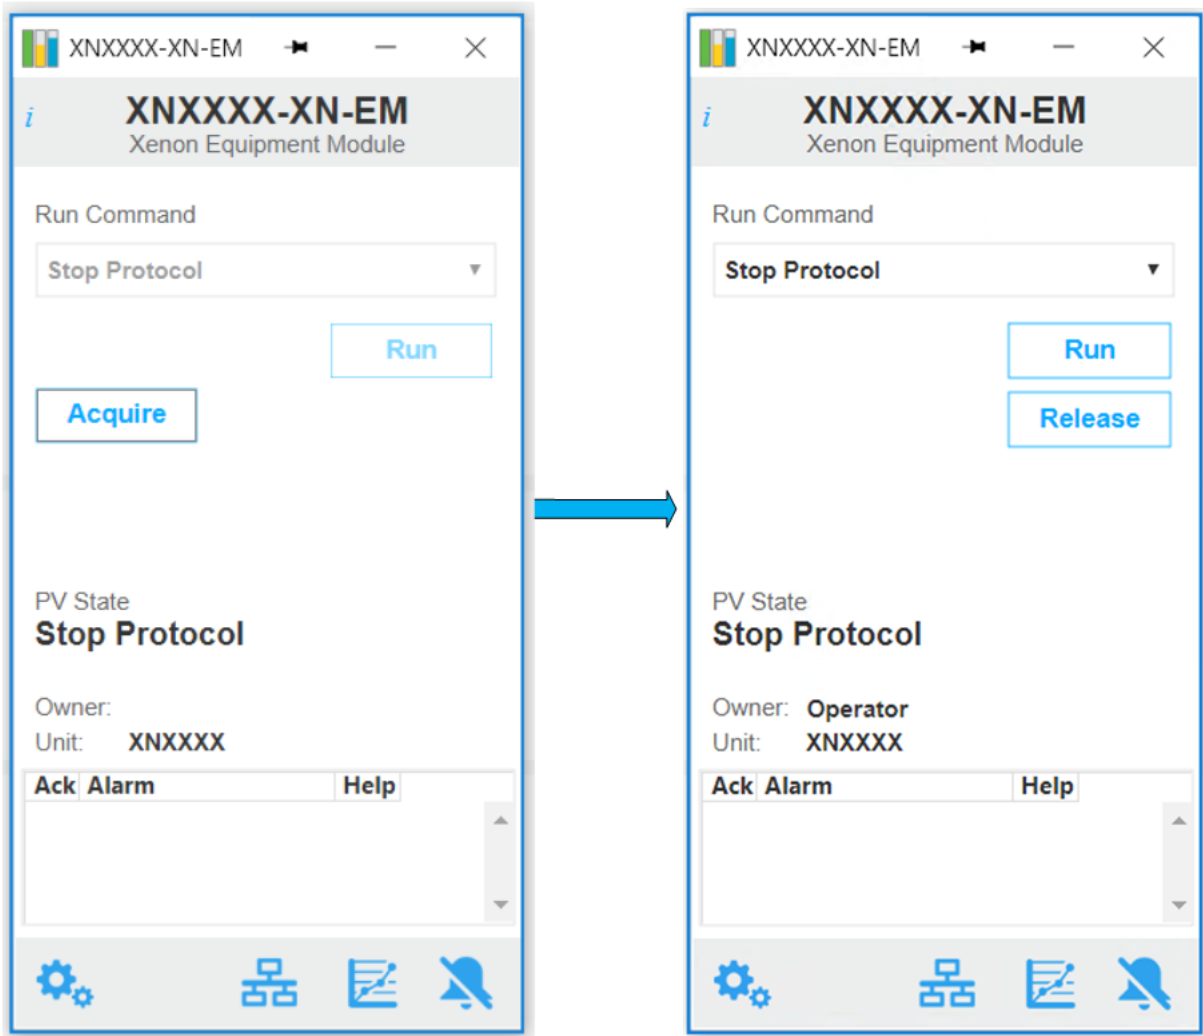 XNXXXX-XN-EM
XNXXXX-XN-EM
i
Xenon Equipment Module
Run Command
Stop Protocol
Run
Acquire
PV State
Stop Protocol
Owner:
Unit: XNXXXX
Ack Alarm Help
XNXXXX-XN-EM
XNXXXX-XN-EM
i
Xenon Equipment Module
Run Command
Stop Protocol
Run
Release
PV State
Stop Protocol
Owner: Operator
Unit: XNXXXX
Ack Alarm Help